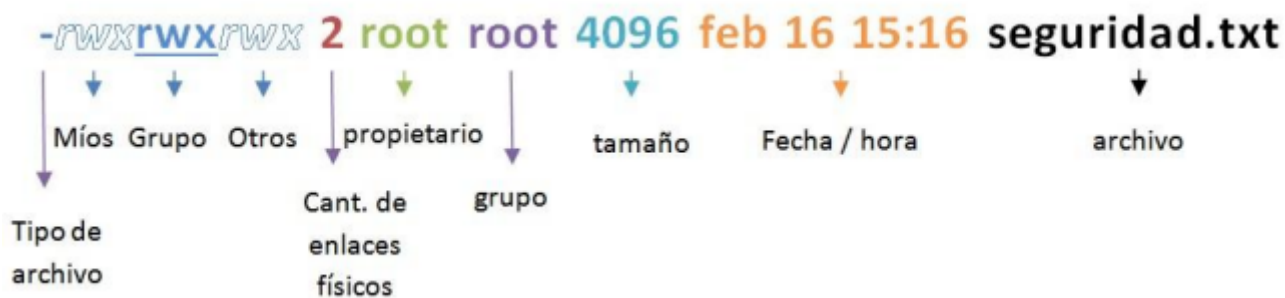 -rwxrwxrwx 2 root root 4096 feb 16 15:16 seguridad.txt
Míos Grupo Otros propietario tamaño Fecha / hora archivo
Cant. de enlaces físicos
grupo
Tipo de archivo